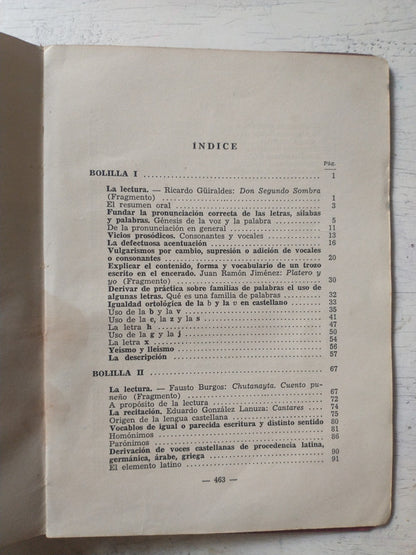 ÍNDICE
Pág.
BOLILLA I 1
La lectura. — Ricardo Güiraldes: Don Segundo Sombra
(Fragmento) 1
El resumen oral 3
Fundar la pronunciación correcta de las letras, sílabas
y palabras. Génesis de la voz y la palabra 5
De la pronunciación en general 11
Vicios prosódicos. Consonantes y vocales 13
La defectuosa acentuación 16
Vulgarismos por cambio, supresión o adición de vocales
o consonantes 20
Explicar el contenido, forma y vocabulario de un trozo
escrito en el encerado. Juan Ramón Jiménez: Platero y
yo (Fragmento) 30
Derivar de práctica sobre familias de palabras el uso de
algunas letras. Qué es una familia de palabras 32
Igualdad ortológica de la b y la v en castellano 32
Uso de la b y la v 35
Uso de la c, la z y la s 41
La letra h 47
Uso de la g y la j 50
La letra x 54
Yeísmo y lleísmo 56
La descripción 57
BOLILLA II 67
La lectura. — Fausto Burgos: Chutanayta. Cuento pu-
neño (Fragmento) 67
A propósito de la lectura 72
La recitación. Eduardo González Lanuza: Cantares 74
Origen de la lengua castellana 75
Vocablos de igual o parecida escritura y distinto sentido 80
Homónimos 81
Parónimos 86
Derivación de voces castellanas de procedencia latina,
germánica, árabe, griega 90
El elemento latino 91
— 463 —